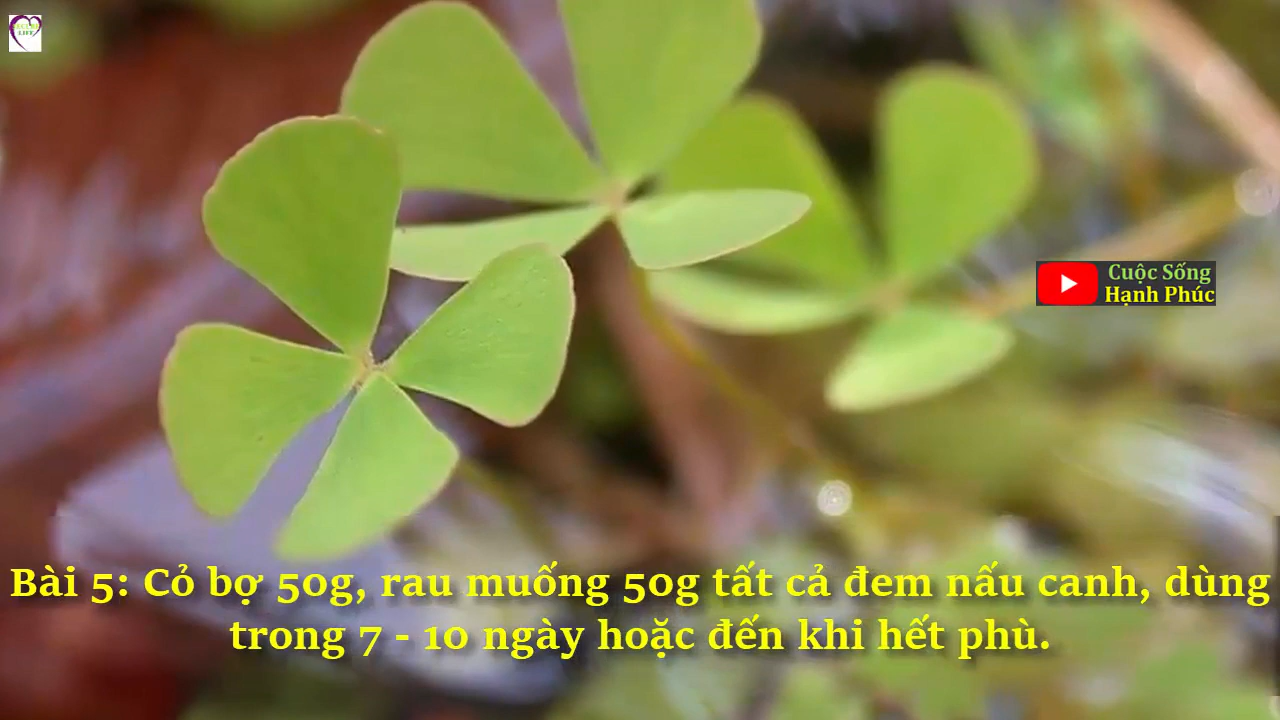 Cuộc Sống
Hạnh Phúc
Bài 5: Cỏ bợ 50g, rau muống 50g tất cả đem nấu canh, dùng
trong 7 - 10 ngày hoặc đến khi hết phù.